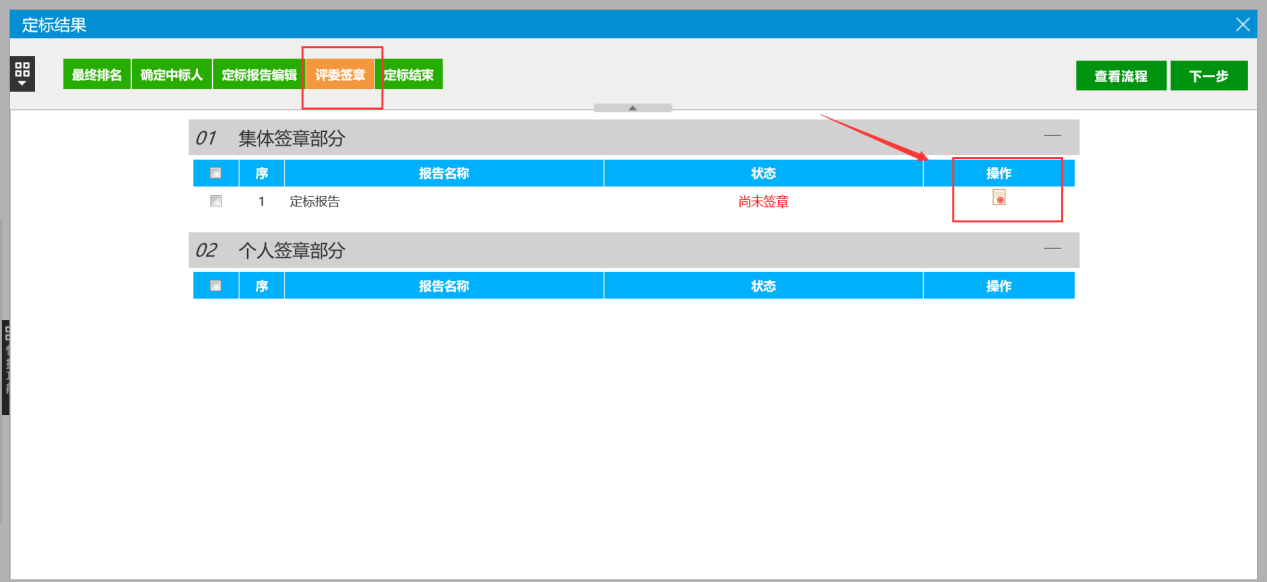 定标结果
最终排名 确定中标人 定标报告编辑 评委签章 定标结束 查看流程 下一步
01 集体签章部分
序 报告名称 状态 操作
1 定标报告 尚未签章
02 个人签章部分
序 报告名称 状态 操作